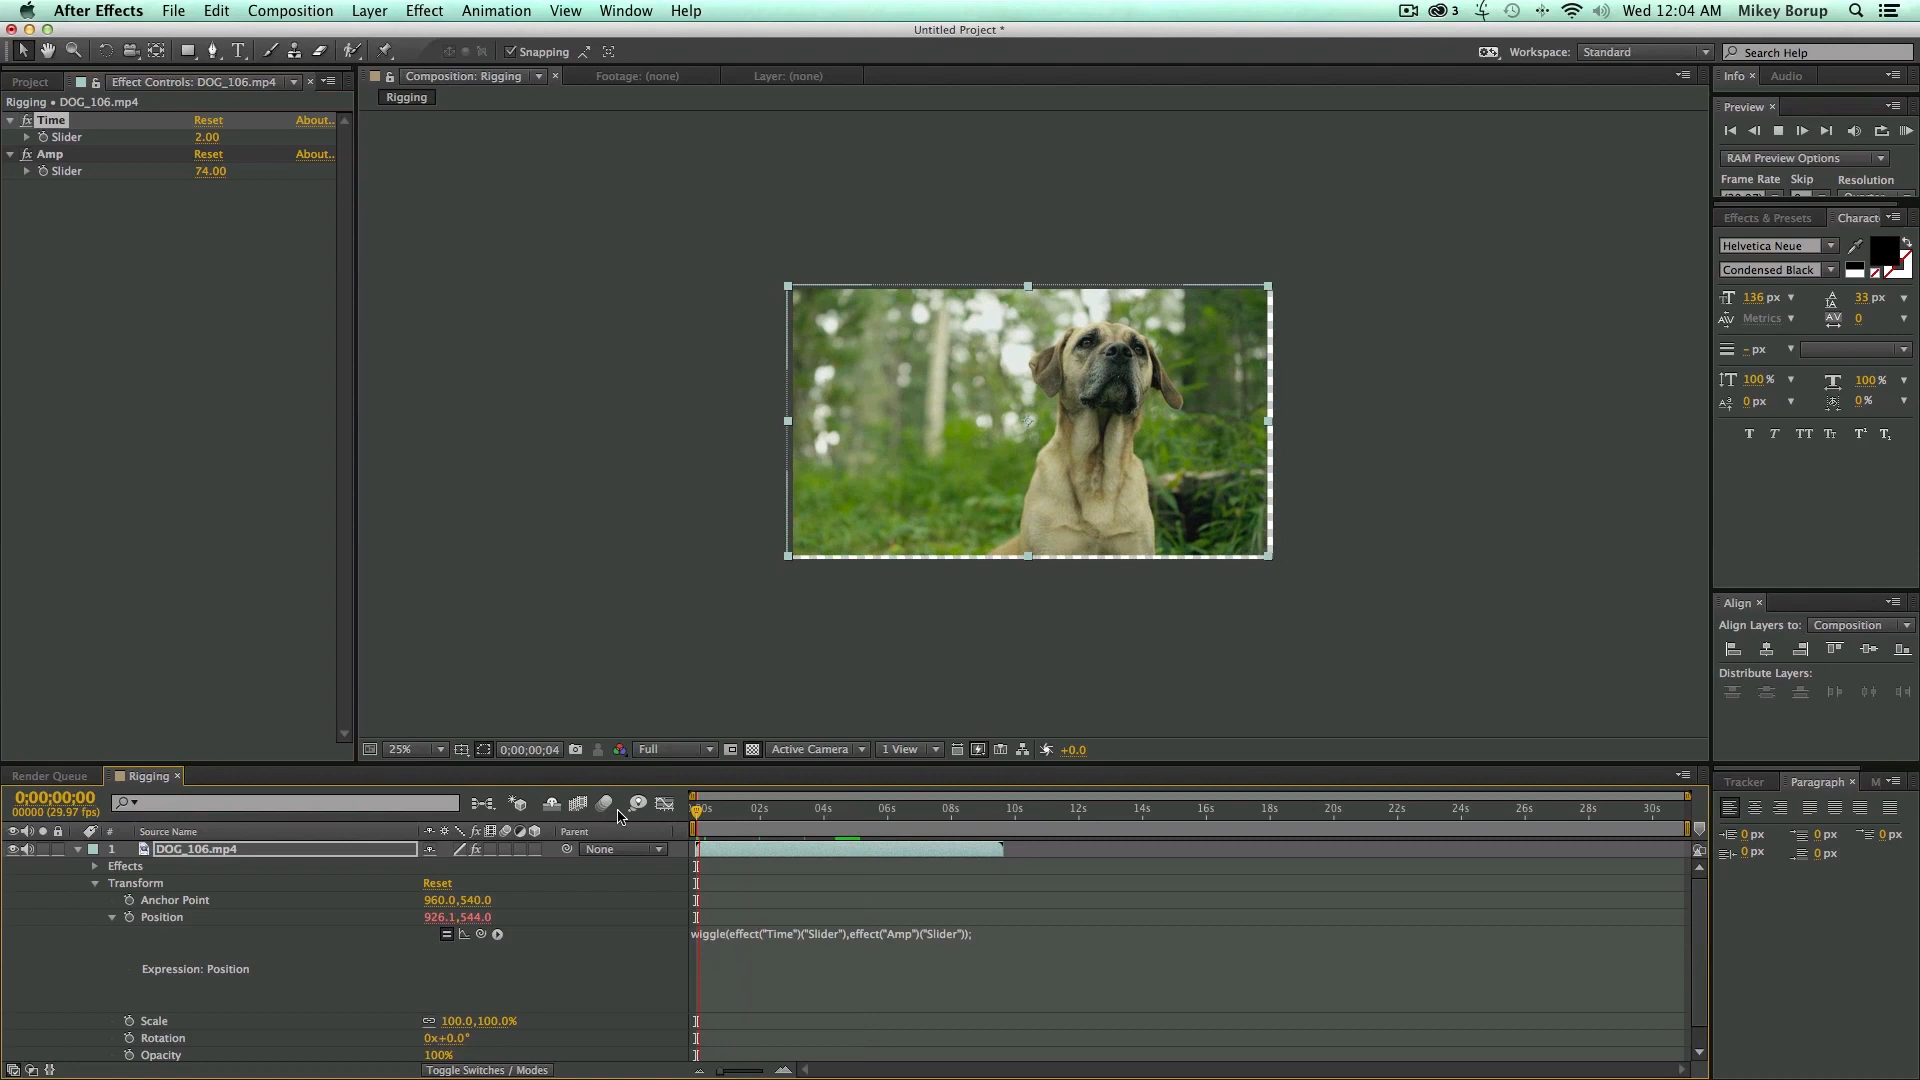 After Effects File Edit Composition Layer Effect Animation View Window Help 3 Wed 12:04 AM Mikey Borup
Untitled Project *
Snapping Workspace: Standard Search Help
Project Effect Controls: DOG_106.mp4 Composition: Rigging Footage: (none) Layer: (none) Info Audio
Rigging
Rigging • DOG_106.mp4
fx Time Reset About..
Slider 2.00
fx Amp Reset About..
Slider 74.00
Preview
RAM Preview Options
Frame Rate Skip Resolution
Effects & Presets Charact
Helvetica Neue
Condensed Black
136 px 33 px
Metrics 0
- px
100 % 100 %
0 px 0 %
T T TT Tt T¹ T₁
Align
Align Layers to: Composition
Distribute Layers:
25% 0;00;00;04 Full Active Camera 1 View +0.0
Render Queue Rigging
Tracker Paragraph M
0;00;00;00
00000 (29.97 fps)
00s 02s 04s 06s 08s 10s 12s 14s 16s 18s 20s 22s 24s 26s 28s 30s
# Source Name fx Parent
1 DOG_106.mp4 fx None
Effects
Transform Reset
Anchor Point 960.0,540.0
Position 926.1,544.0
wiggle(effect("Time")("Slider"),effect("Amp")("Slider"));
Expression: Position
Scale 100.0,100.0%
Rotation 0x+0.0°
Opacity 100%
Toggle Switches / Modes
0 px 0 px 0 px
0 px 0 px